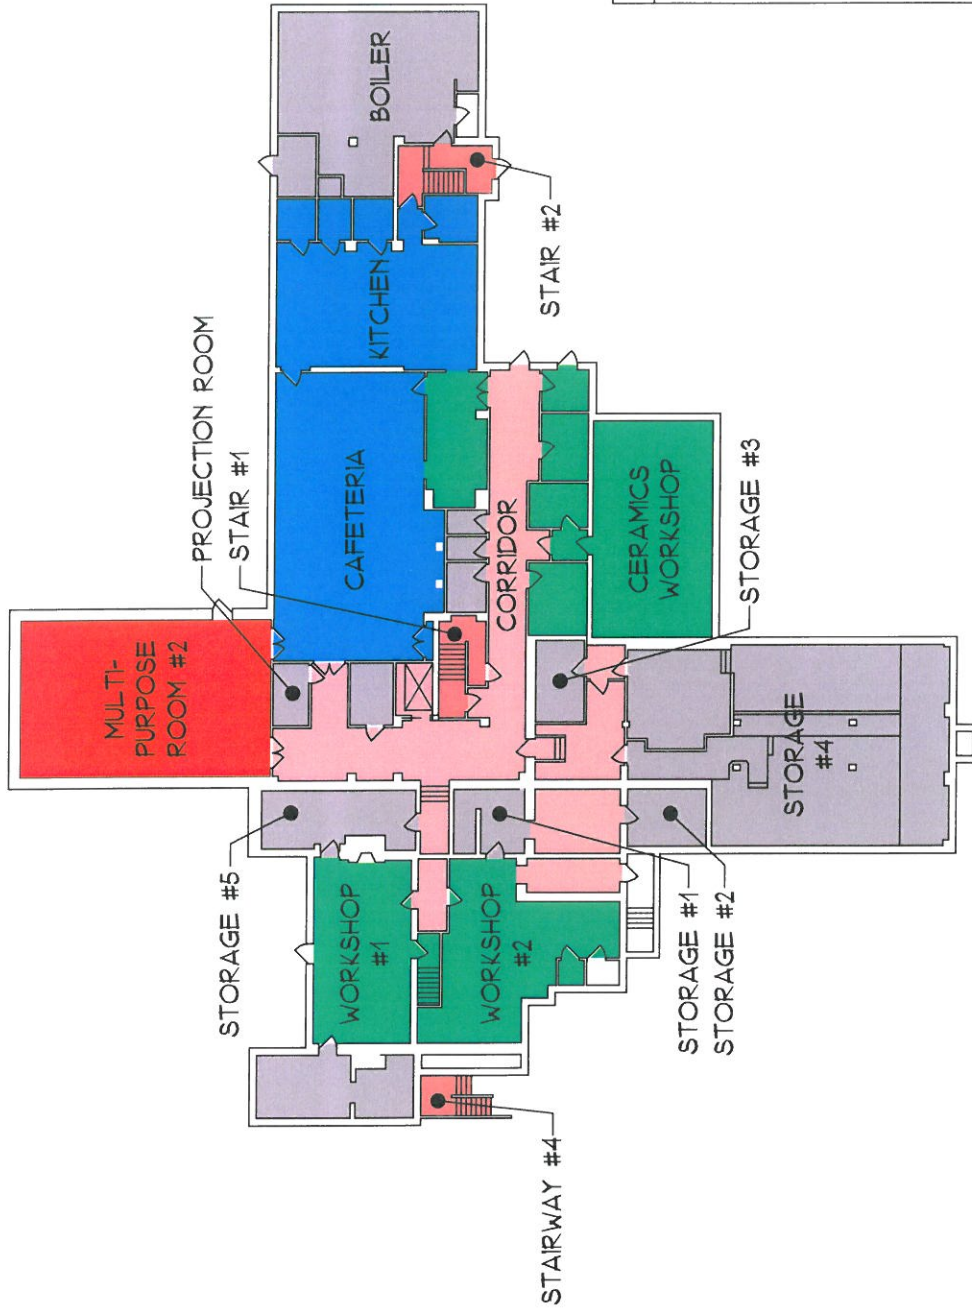 BOILER
STAIR #2
KITCHEN
PROJECTION ROOM
STAIR #1
CAFETERIA
CORRIDOR
CERAMICS
WORKSHOP
STORAGE #3
MULTI-
PURPOSE
ROOM #2
STORAGE
#4
STORAGE #5
WORKSHOP
#1
WORKSHOP
#2
STORAGE #1
STORAGE #2
STAIRWAY #4